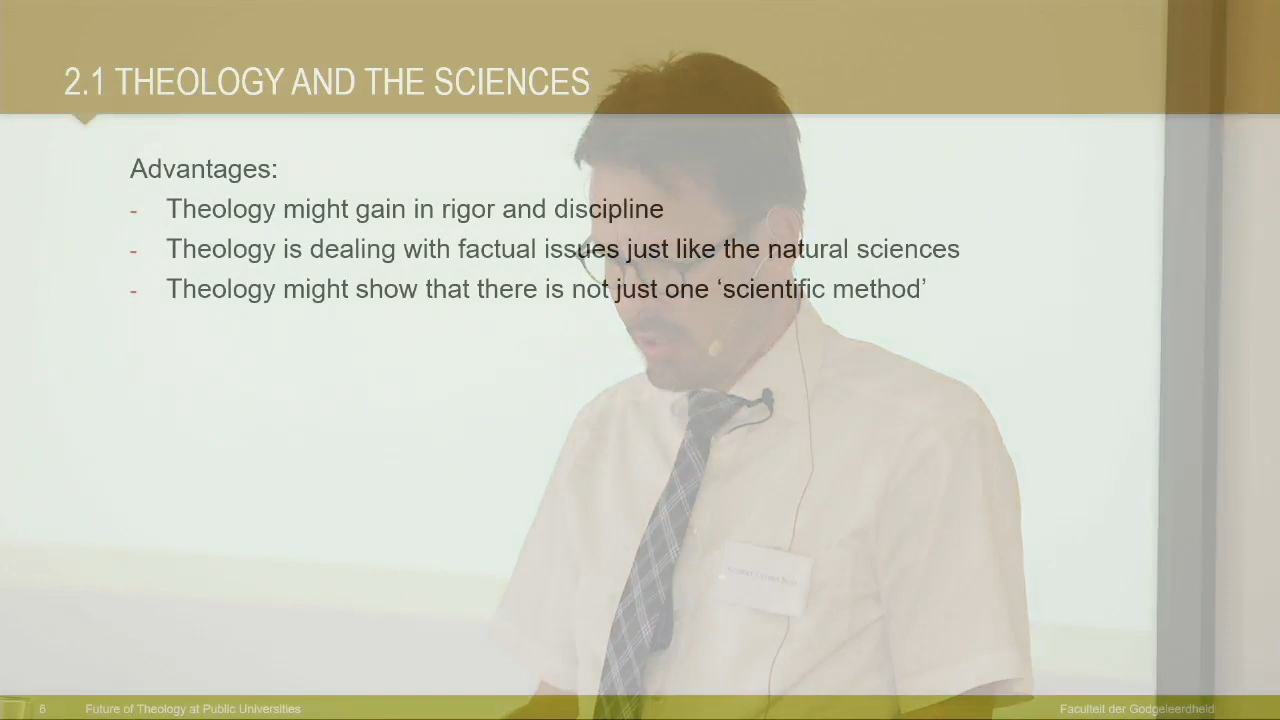 2.1 THEOLOGY AND THE SCIENCES
Advantages:
- Theology might gain in rigor and discipline
- Theology is dealing with factual issues just like the natural sciences
- Theology might show that there is not just one ‘scientific method’
6 Future of Theology at Public Universities Faculteit der Godgeleerdheid